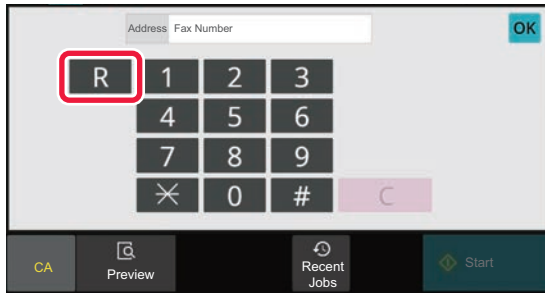 Address Fax Number OK
R 1 2 3
4 5 6
7 8 9
* 0 # C
CA Preview Recent Jobs Start